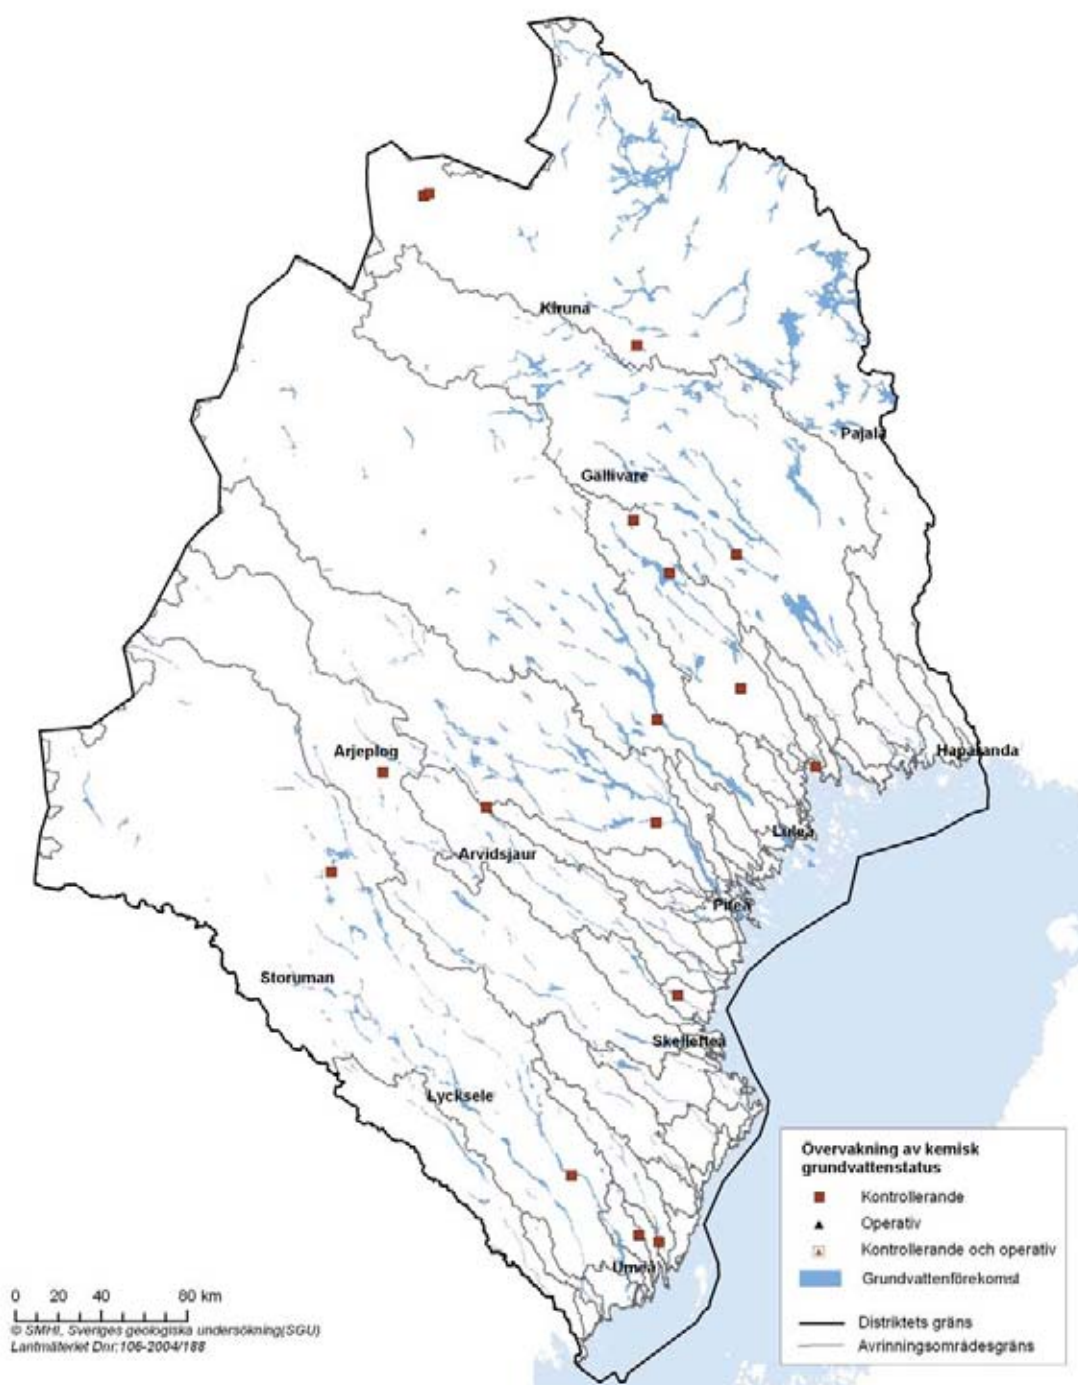 Kiruna
Pajala
Gällivare
Haparanda
Arjeplog
Luleå
Arvidsjaur
Piteå
Storuman
Skellefteå
Lycksele
Umeå
Övervakning av kemisk
grundvattenstatus
Kontrollerande
Operativ
Kontrollerande och operativ
Grundvattenförekomst
Distriktets gräns
Avrinningsområdesgräns
0 20 40 80 km
© SMHI, Sveriges geologiska undersökning(SGU)
Lantmäteriet Dnr:106-2004/188